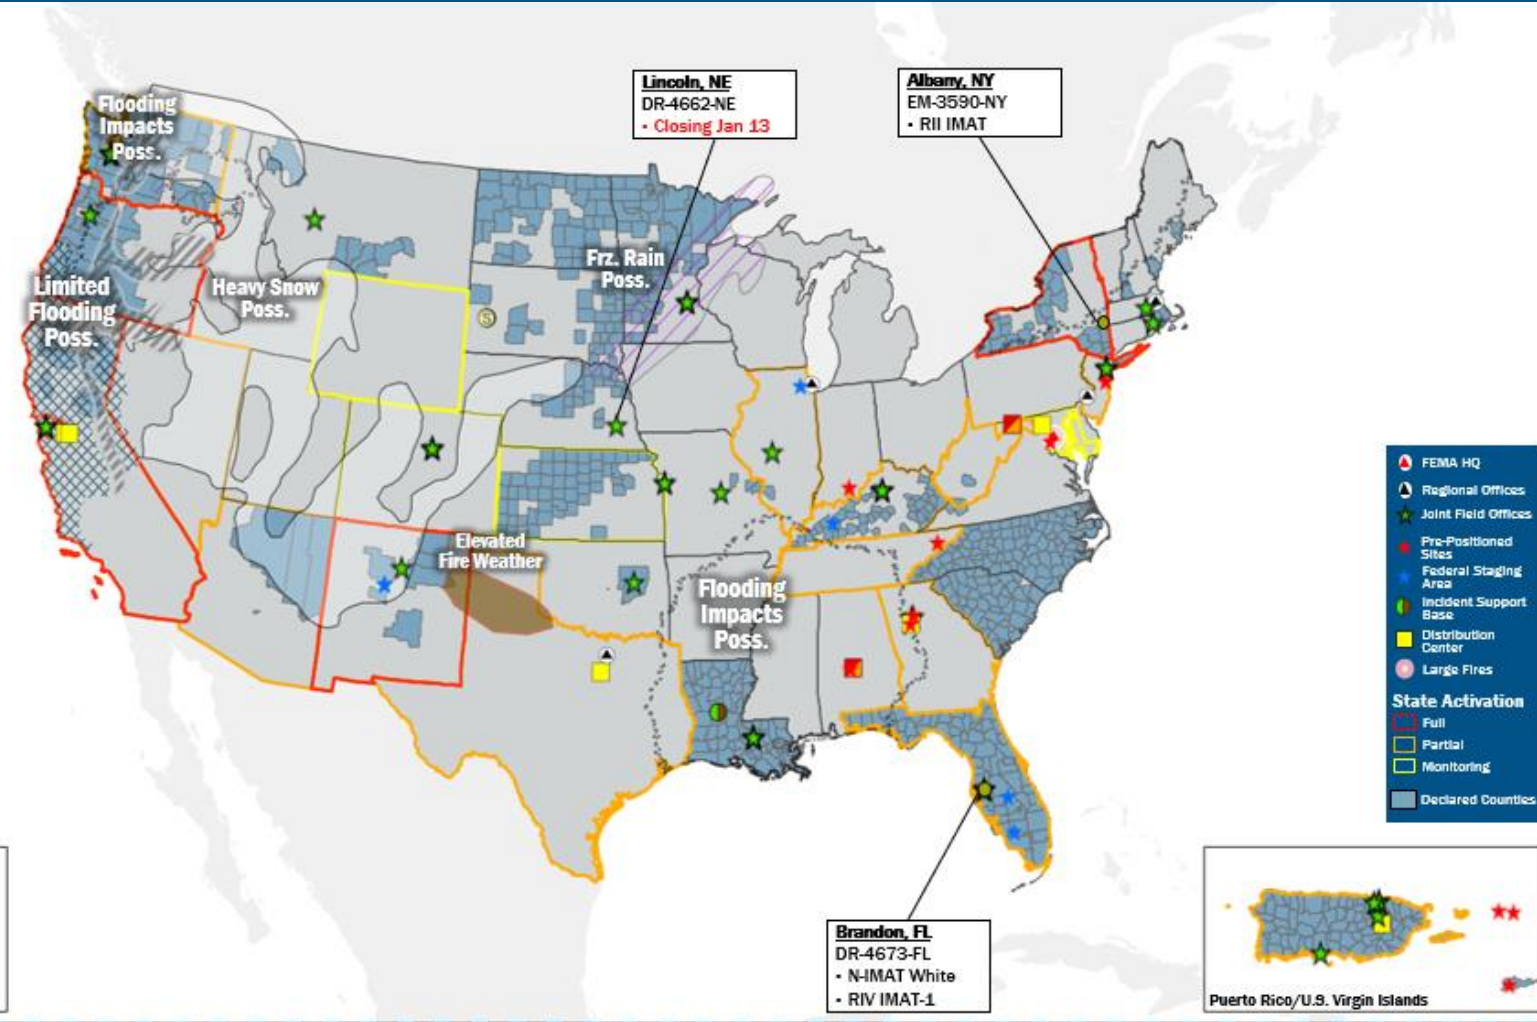 Flooding
Impacts
Poss.
Lincoln, NE
DR-4662-NE
• Closing Jan 13
Albany, NY
EM-3590-NY
• RII IMAT
Limited
Flooding
Poss.
Heavy Snow
Poss.
Frz. Rain
Poss.
S
Elevated
Fire Weather
Flooding
Impacts
Poss.
FEMA HQ
Regional Offices
Joint Field Offices
Pre-Positioned
Sites
Federal Staging
Area
Incident Support
Base
Distribution
Center
Large Fires
State Activation
Full
Partial
Monitoring
Declared Counties
Brandon, FL
DR-4673-FL
• N-IMAT White
• RIV IMAT-1
Puerto Rico/U.S. Virgin Islands